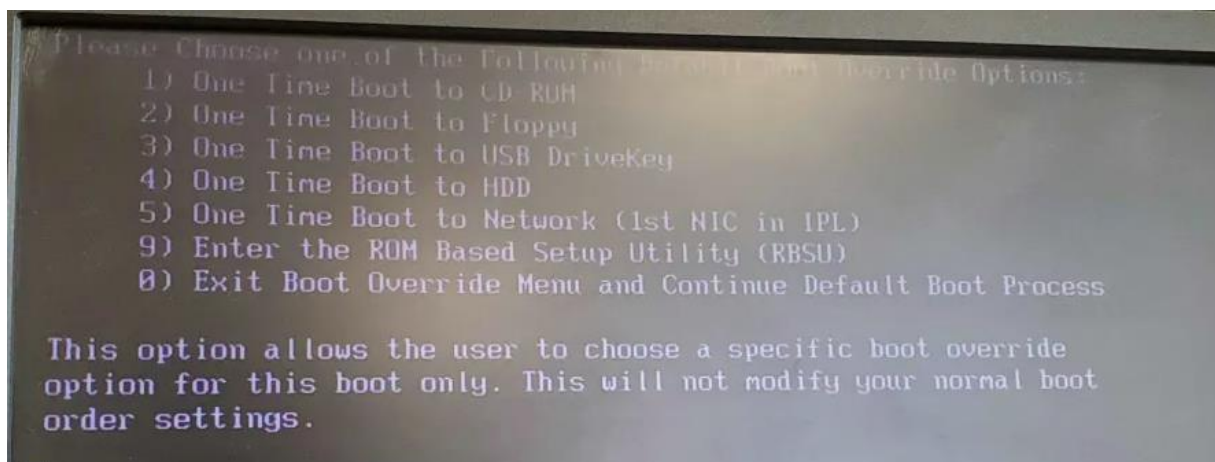 Please Choose one of the Following Default Boot Override Options:
1) One Time Boot to CD-ROM
2) One Time Boot to Floppy
3) One Time Boot to USB DriveKey
4) One Time Boot to HDD
5) One Time Boot to Network (1st NIC in IPL)
9) Enter the ROM Based Setup Utility (RBSU)
0) Exit Boot Override Menu and Continue Default Boot Process
This option allows the user to choose a specific boot override
option for this boot only. This will not modify your normal boot
order settings.